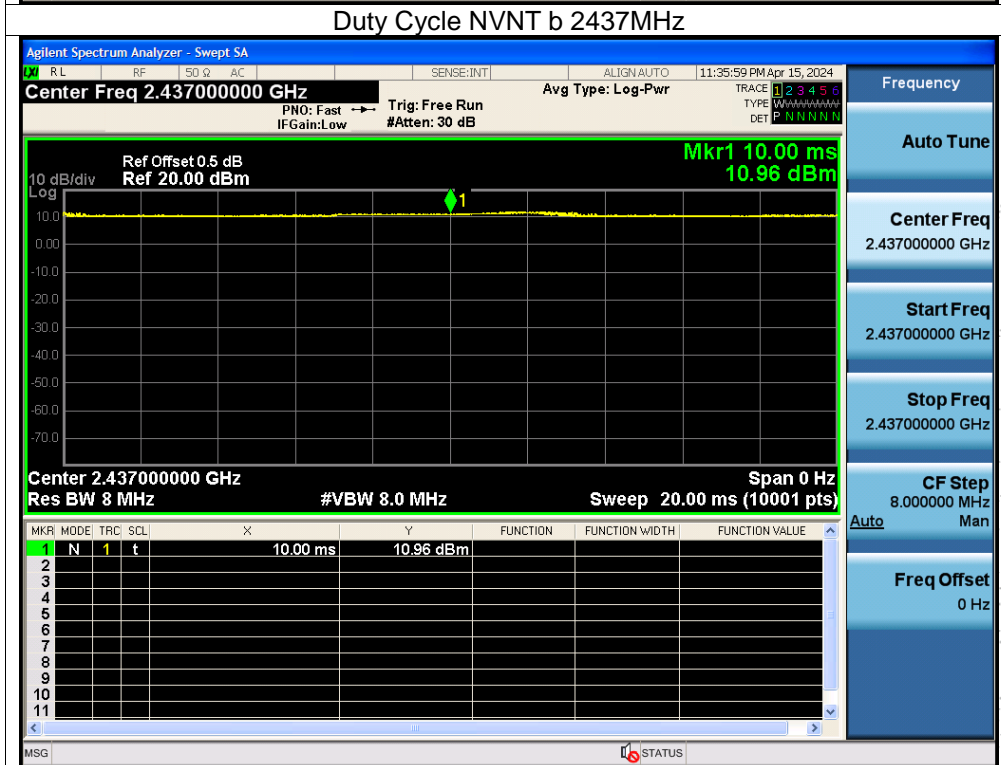 Duty Cycle NVNT b 2437MHz
Agilent Spectrum Analyzer - Swept SA
LXI RL RF 50 Ω AC SENSE:INT ALIGN AUTO 11:35:59 PM Apr 15, 2024
Center Freq 2.437000000 GHz
PNO: Fast
IFGain:Low
Trig: Free Run
#Atten: 30 dB
Avg Type: Log-Pwr
TRACE 1 2 3 4 5 6
TYPE WWWWWW
DET P N N N N N
Mkr1 10.00 ms
10.96 dBm
Ref Offset 0.5 dB
10 dB/div Ref 20.00 dBm
Log
1
10.0
0.00
-10.0
-20.0
-30.0
-40.0
-50.0
-60.0
-70.0
Center 2.437000000 GHz Span 0 Hz
Res BW 8 MHz #VBW 8.0 MHz Sweep 20.00 ms (10001 pts)
MKR MODE TRC SCL X Y FUNCTION FUNCTION WIDTH FUNCTION VALUE
1 N 1 t 10.00 ms 10.96 dBm
2
3
4
5
6
7
8
9
10
11
MSG STATUS
Frequency
Auto Tune
Center Freq
2.437000000 GHz
Start Freq
2.437000000 GHz
Stop Freq
2.437000000 GHz
CF Step
8.000000 MHz
Auto Man
Freq Offset
0 Hz